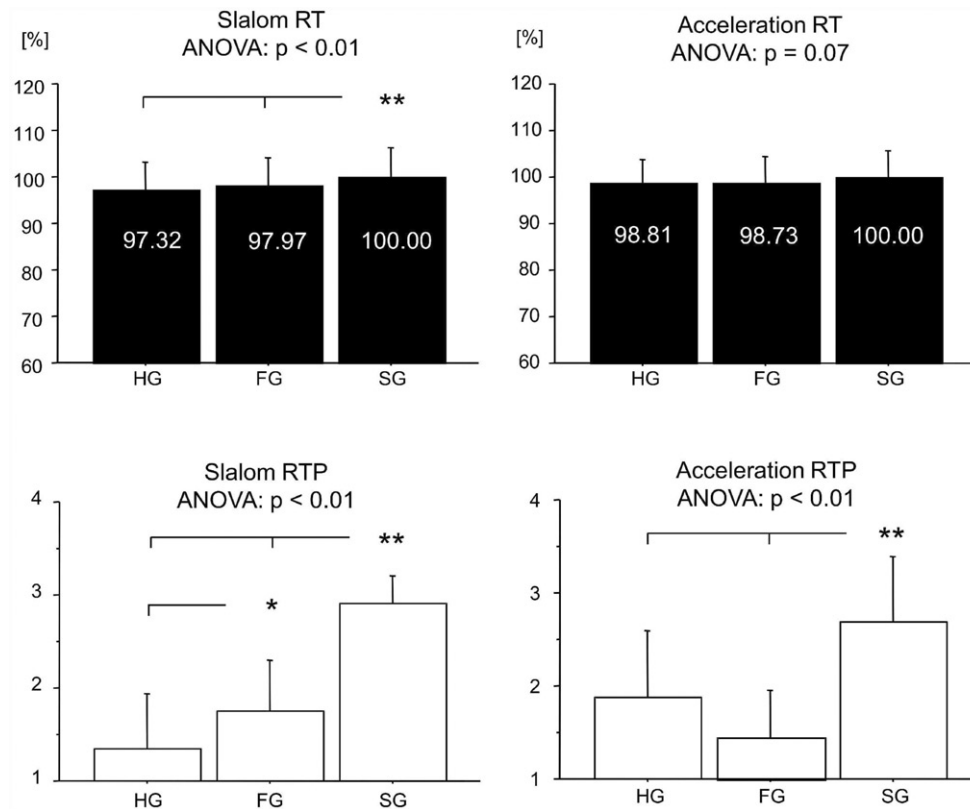 Slalom RT
ANOVA: p < 0.01
[%]
**
120
110
100
90
80
70
60
97.32
97.97
100.00
HG
FG
SG
Acceleration RT
ANOVA: p = 0.07
[%]
120
110
100
90
80
70
60
98.81
98.73
100.00
HG
FG
SG
Slalom RTP
ANOVA: p < 0.01
**
*
4
3
2
1
HG
FG
SG
Acceleration RTP
ANOVA: p < 0.01
**
4
3
2
1
HG
FG
SG